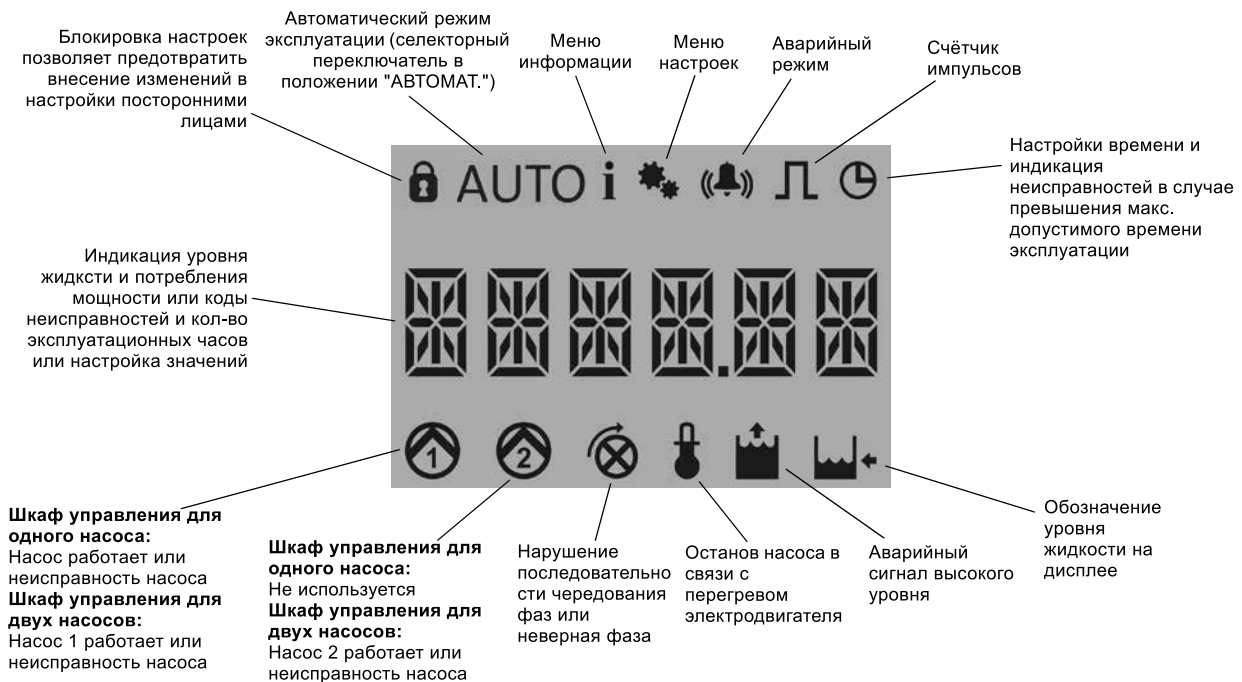 Блокировка настроек
позволяет предотвратить
внесение изменений в
настройки посторонними
лицами
Автоматический режим
эксплуатации (селекторный
переключатель в
положении "АВТОМАТ.")
Меню
информации
Меню
настроек
Аварийный
режим
Счётчик
импульсов
Настройки времени и
индикация
неисправностей в случае
превышения макс.
допустимого времени
эксплуатации
AUTO i
Индикация уровня
жидксти и потребления
мощности или коды
неисправностей и кол-во
эксплуатационных часов
или настройка значений
1
2
Шкаф управления для
одного насоса:
Насос работает или
неисправность насоса
Шкаф управления для
двух насосов:
Насос 1 работает или
неисправность насоса
Шкаф управления для
одного насоса:
Не используется
Шкаф управления для
двух насосов:
Насос 2 работает или
неисправность насоса
Нарушение
последовательно
сти чередования
фаз или
неверная фаза
Останов насоса в
связи с
перегревом
электродвигателя
Аварийный
сигнал высокого
уровня
Обозначение
уровня
жидкости на
дисплее